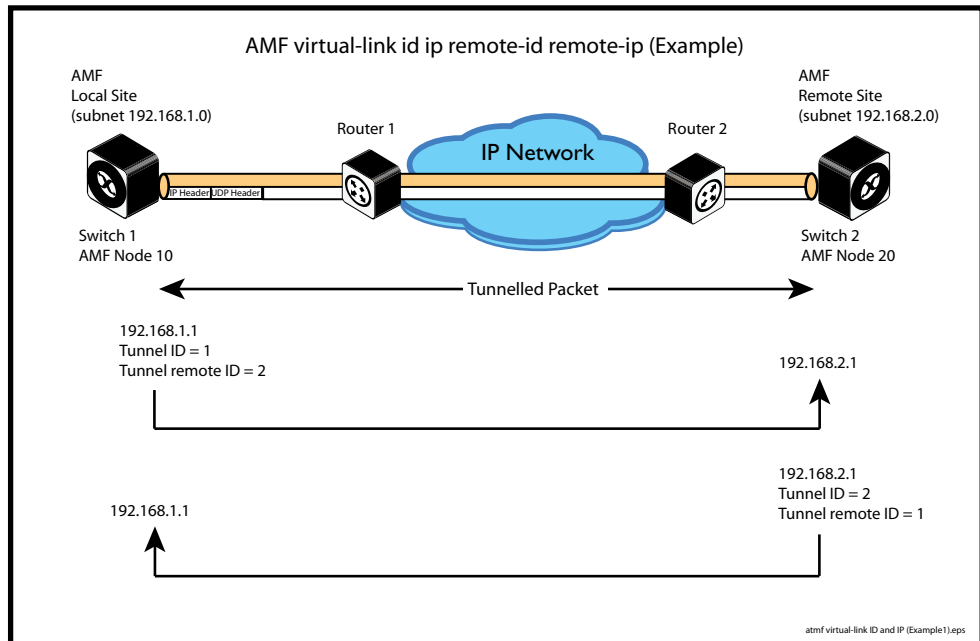 AMF virtual-link id ip remote-id remote-ip (Example)
AMF
Local Site
(subnet 192.168.1.0)
AMF
Remote Site
(subnet 192.168.2.0)
Router 1
Router 2
IP Network
IP Header
UDP Header
Switch 1
AMF Node 10
Switch 2
AMF Node 20
Tunnelled Packet
192.168.1.1
Tunnel ID = 1
Tunnel remote ID = 2
192.168.2.1
192.168.2.1
Tunnel ID = 2
Tunnel remote ID = 1
192.168.1.1
atmf virtual-link ID and IP (Example1).eps